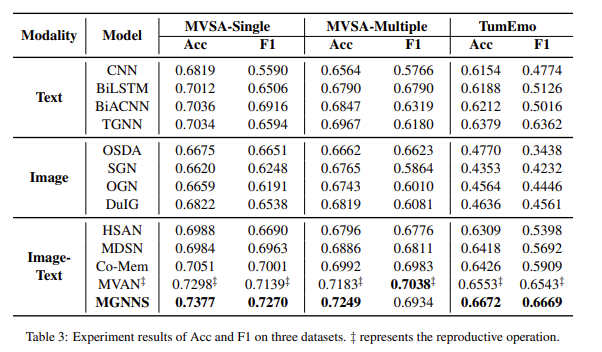 Modality Model MVSA-Single MVSA-Multiple TumEmo
Acc F1 Acc F1 Acc F1
Text
CNN 0.6819 0.5590 0.6564 0.5766 0.6154 0.4774
BiLSTM 0.7012 0.6506 0.6790 0.6790 0.6188 0.5126
BiACNN 0.7036 0.6916 0.6847 0.6319 0.6212 0.5016
TGNN 0.7034 0.6594 0.6967 0.6180 0.6379 0.6362
Image
OSDA 0.6675 0.6651 0.6662 0.6623 0.4770 0.3438
SGN 0.6620 0.6248 0.6765 0.5864 0.4353 0.4232
OGN 0.6659 0.6191 0.6743 0.6010 0.4564 0.4446
DuIG 0.6822 0.6538 0.6819 0.6081 0.4636 0.4561
Image-
Text
HSAN 0.6988 0.6690 0.6796 0.6776 0.6309 0.5398
MDSN 0.6984 0.6963 0.6886 0.6811 0.6418 0.5692
Co-Mem 0.7051 0.7001 0.6992 0.6983 0.6426 0.5909
MVAN‡ 0.7298‡ 0.7139‡ 0.7183‡ 0.7038‡ 0.6553‡ 0.6543‡
MGNNS 0.7377 0.7270 0.7249 0.6934 0.6672 0.6669
Table 3: Experiment results of Acc and F1 on three datasets. ‡ represents the reproductive operation.